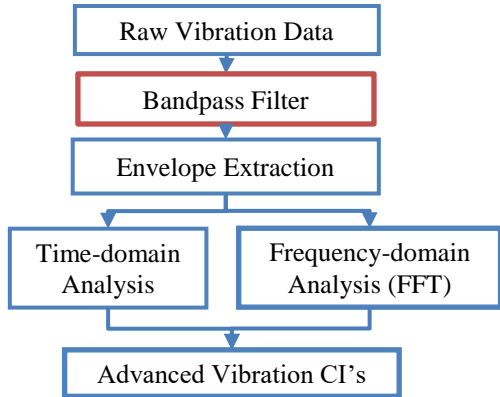 Raw Vibration Data
Bandpass Filter
Envelope Extraction
Time-domain
Analysis
Frequency-domain
Analysis (FFT)
Advanced Vibration CI’s